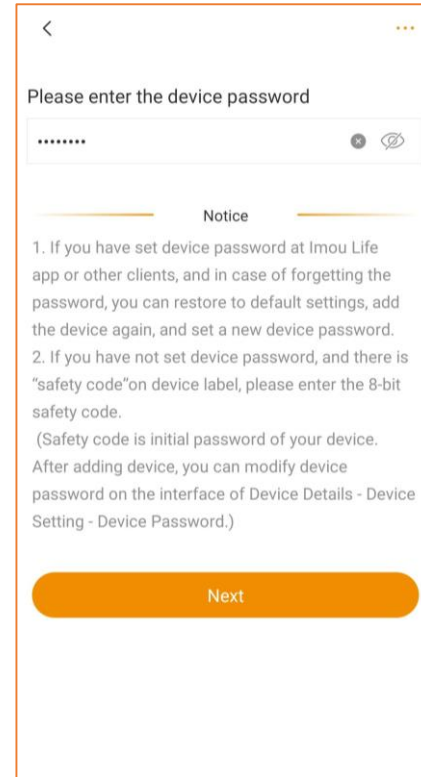 Please enter the device password
••••••••
Notice
1. If you have set device password at Imou Life
app or other clients, and in case of forgetting the
password, you can restore to default settings, add
the device again, and set a new device password.
2. If you have not set device password, and there is
“safety code”on device label, please enter the 8-bit
safety code.
(Safety code is initial password of your device.
After adding device, you can modify device
password on the interface of Device Details - Device
Setting - Device Password.)
Next